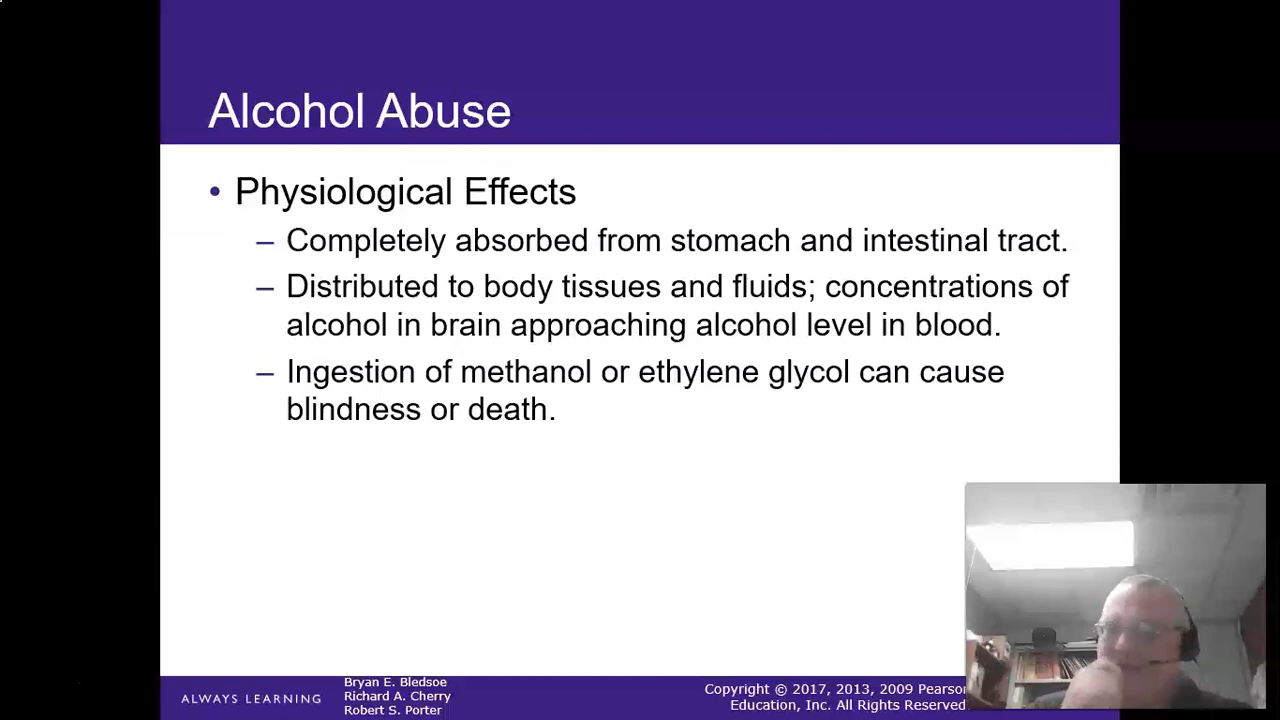 Alcohol Abuse
• Physiological Effects
– Completely absorbed from stomach and intestinal tract.
– Distributed to body tissues and fluids; concentrations of
alcohol in brain approaching alcohol level in blood.
– Ingestion of methanol or ethylene glycol can cause
blindness or death.
ALWAYS LEARNING
Bryan E. Bledsoe
Richard A. Cherry
Robert S. Porter
Copyright © 2017, 2013, 2009 Pearson
Education, Inc. All Rights Reserved